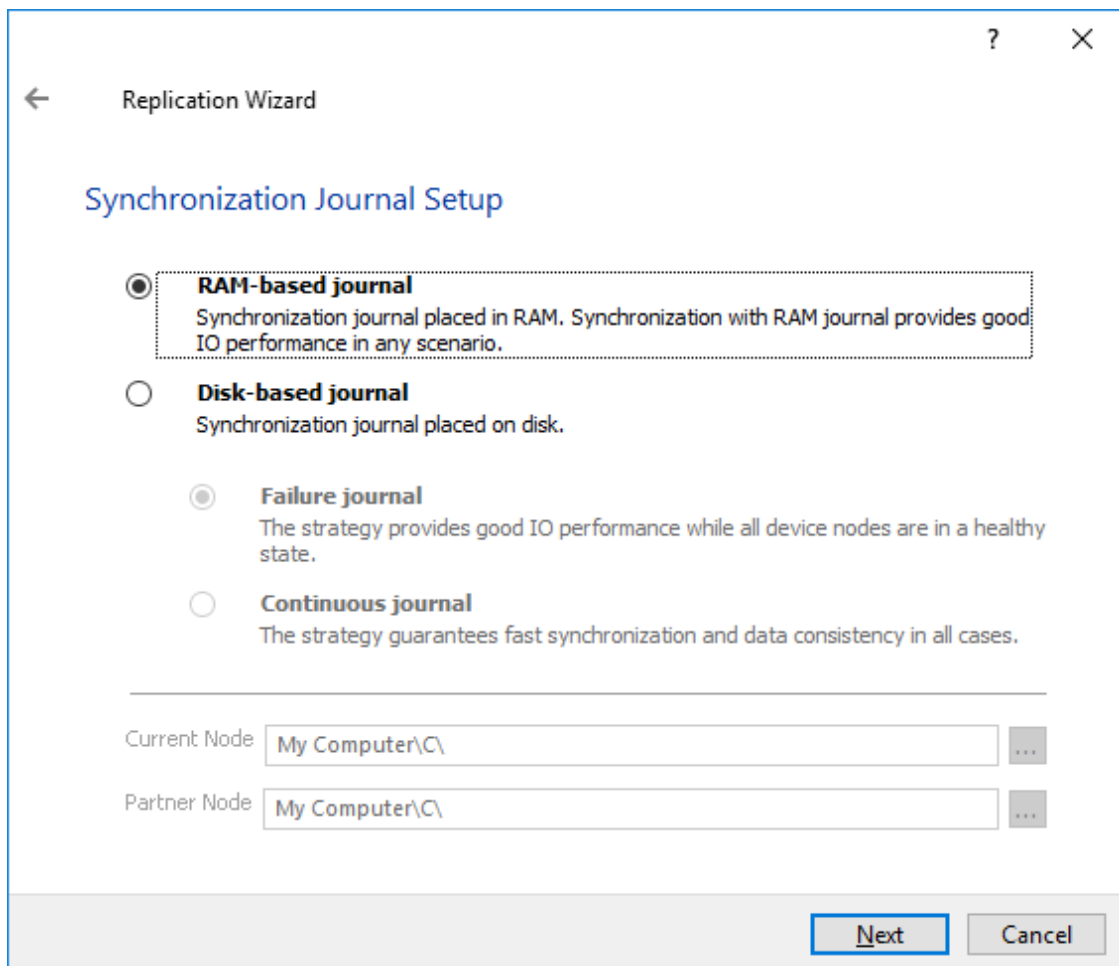 ?
Replication Wizard
Synchronization Journal Setup
RAM-based journal
Synchronization journal placed in RAM. Synchronization with RAM journal provides good
IO performance in any scenario.
Disk-based journal
Synchronization journal placed on disk.
Failure journal
The strategy provides good IO performance while all device nodes are in a healthy
state.
Continuous journal
The strategy guarantees fast synchronization and data consistency in all cases.
Current Node My Computer\C\ ...
Partner Node My Computer\C\ ...
Next Cancel